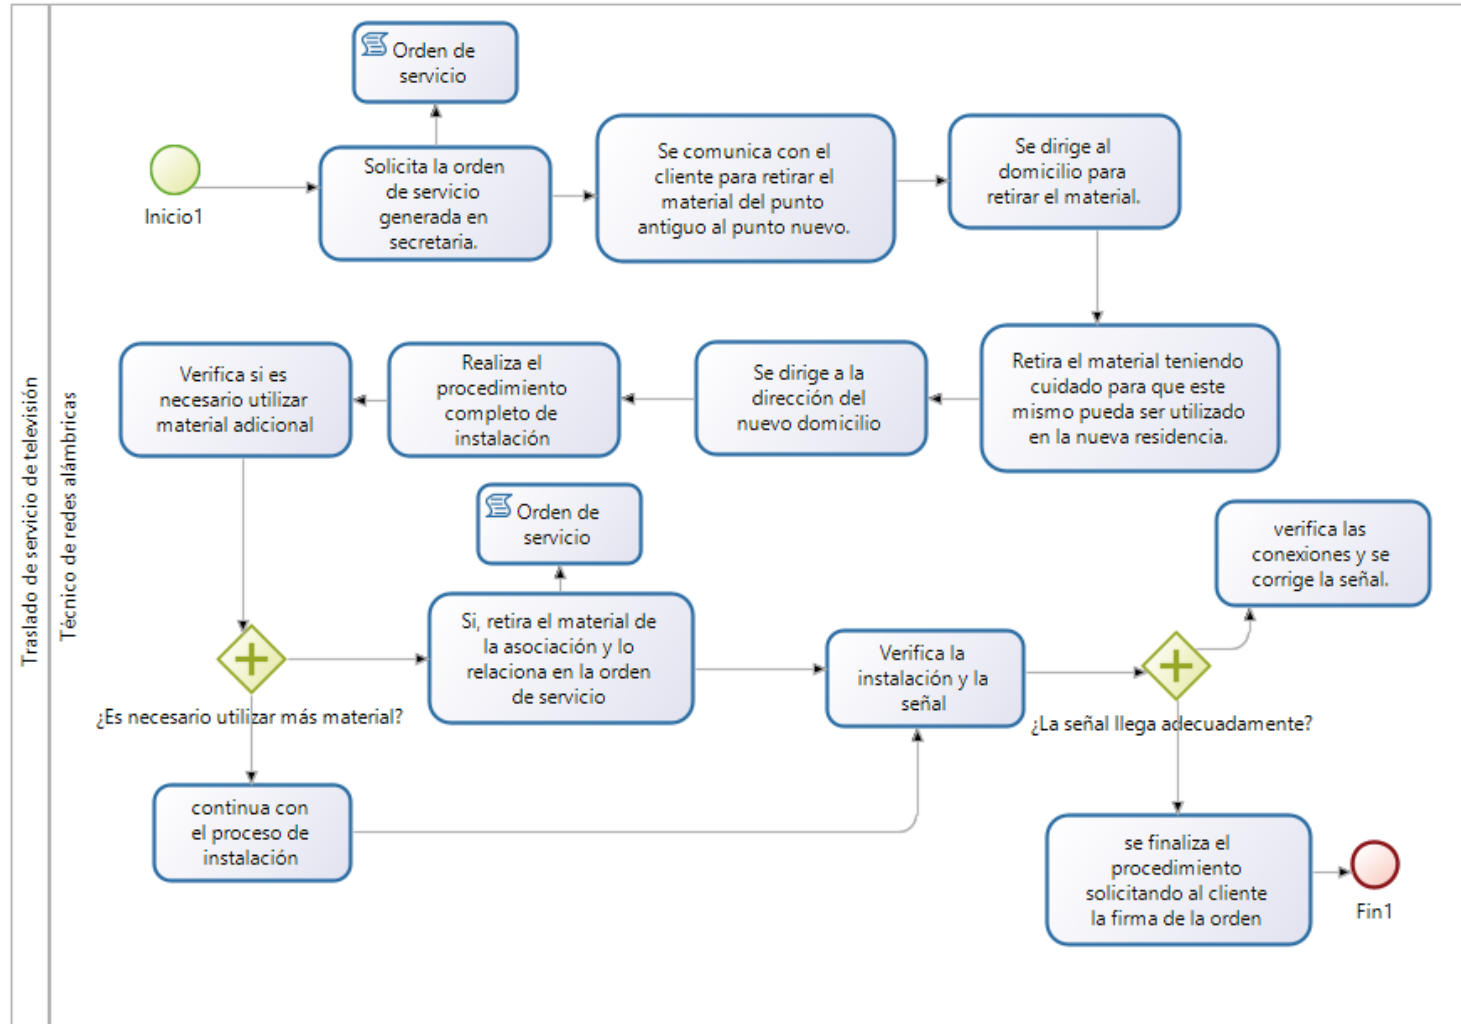 Traslado de servicio de televisión
Técnico de redes alámbricas
Orden de
servicio
Inicio1
Solicita la orden
de servicio
generada en
secretaria.
Se comunica con el
cliente para retirar el
material del punto
antiguo al punto nuevo.
Se dirige al
domicilio para
retirar el material.
Retira el material teniendo
cuidado para que este
mismo pueda ser utilizado
en la nueva residencia.
Se dirige a la
dirección del
nuevo domicilio
Realiza el
procedimiento
completo de
instalación
Verifica si es
necesario utilizar
material adicional
¿Es necesario utilizar más material?
Orden de
servicio
Si, retira el material de
la asociación y lo
relaciona en la orden
de servicio
continua con
el proceso de
instalación
Verifica la
instalación y la
señal
¿La señal llega adecuadamente?
verifica las
conexiones y se
corrige la señal.
se finaliza el
procedimiento
solicitando al cliente
la firma de la orden
Fin1